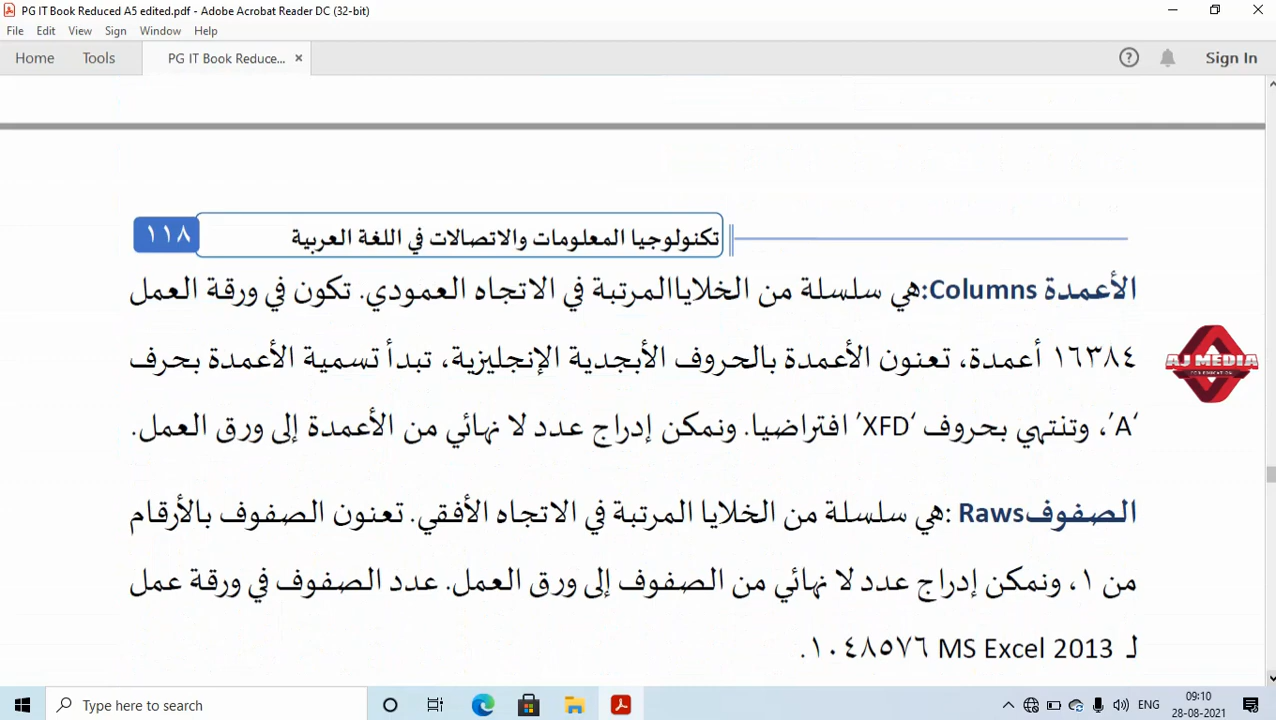 PG IT Book Reduced A5 edited.pdf - Adobe Acrobat Reader DC (32-bit)
File Edit View Sign Window Help
Home Tools PG IT Book Reduce... × Sign In
تكنولوجيا المعلومات والاتصالات في اللغة العربية ١١٨
الأعمدة Columns:هي سلسلة من الخلاياالمرتبة في الاتجاه العمودي. تكون في ورقة العمل
١٦٣٨٤ أعمدة، تعنون الأعمدة بالحروف الأبجدية الإنجليزية، تبدأ تسمية الأعمدة بحرف
‘A’، وتنتهي بحروف ‘XFD’ افتراضيا. ونمكن إدراج عدد لا نهائي من الأعمدة إلى ورق العمل.
AJ MEDIA
FOR EDUCATION
الصفوفRaws :هي سلسلة من الخلايا المرتبة في الاتجاه الأفقي. تعنون الصفوف بالأرقام
من ١، ونمكن إدراج عدد لا نهائي من الصفوف إلى ورق العمل. عدد الصفوف في ورقة عمل
لـ MS Excel 2013 ١٠٤٨٥٧٦.
Type here to search
ENG
09:10
28-08-2021